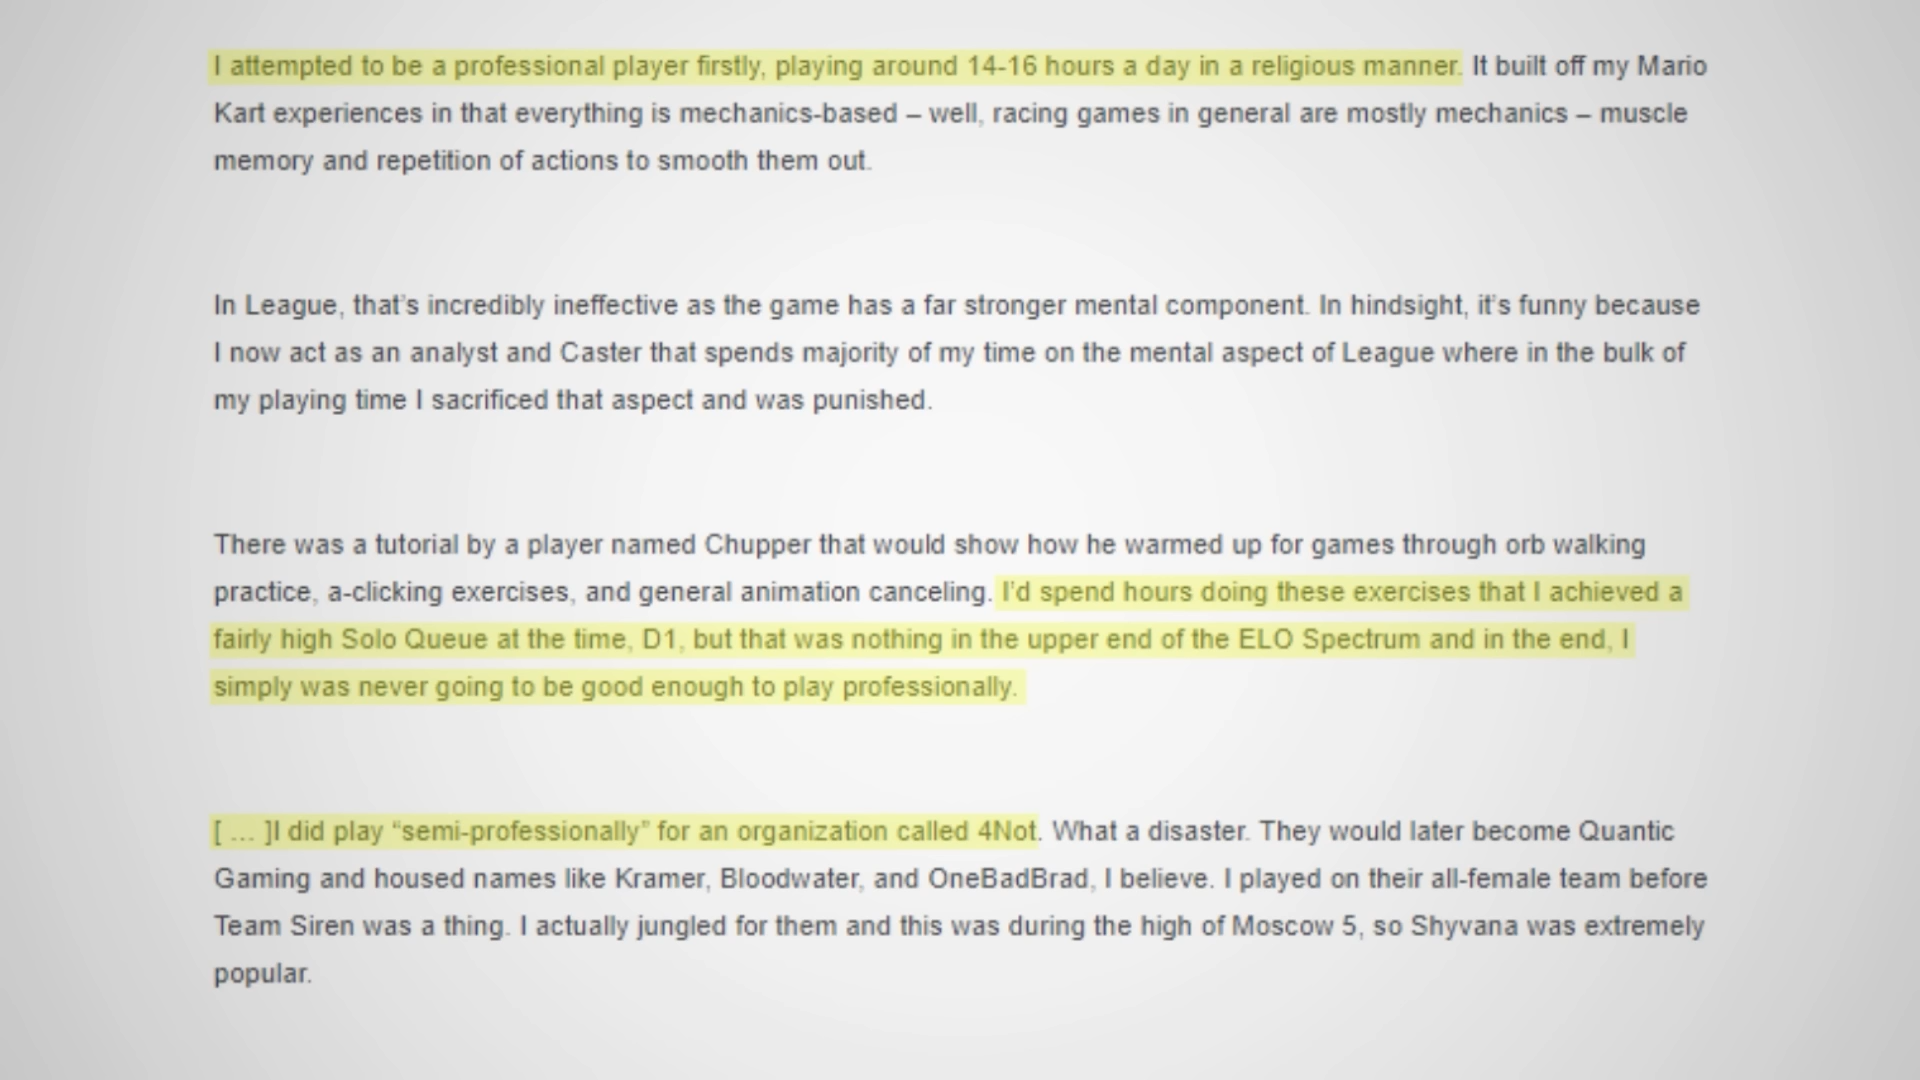 I attempted to be a professional player firstly, playing around 14-16 hours a day in a religious manner. It built off my Mario
Kart experiences in that everything is mechanics-based – well, racing games in general are mostly mechanics – muscle
memory and repetition of actions to smooth them out.
In League, that’s incredibly ineffective as the game has a far stronger mental component. In hindsight, it’s funny because
I now act as an analyst and Caster that spends majority of my time on the mental aspect of League where in the bulk of
my playing time I sacrificed that aspect and was punished.
There was a tutorial by a player named Chupper that would show how he warmed up for games through orb walking
practice, a-clicking exercises, and general animation canceling. I’d spend hours doing these exercises that I achieved a
fairly high Solo Queue at the time, D1, but that was nothing in the upper end of the ELO Spectrum and in the end, I
simply was never going to be good enough to play professionally.
[ … ]I did play “semi-professionally” for an organization called 4Not. What a disaster. They would later become Quantic
Gaming and housed names like Kramer, Bloodwater, and OneBadBrad, I believe. I played on their all-female team before
Team Siren was a thing. I actually jungled for them and this was during the high of Moscow 5, so Shyvana was extremely
popular.